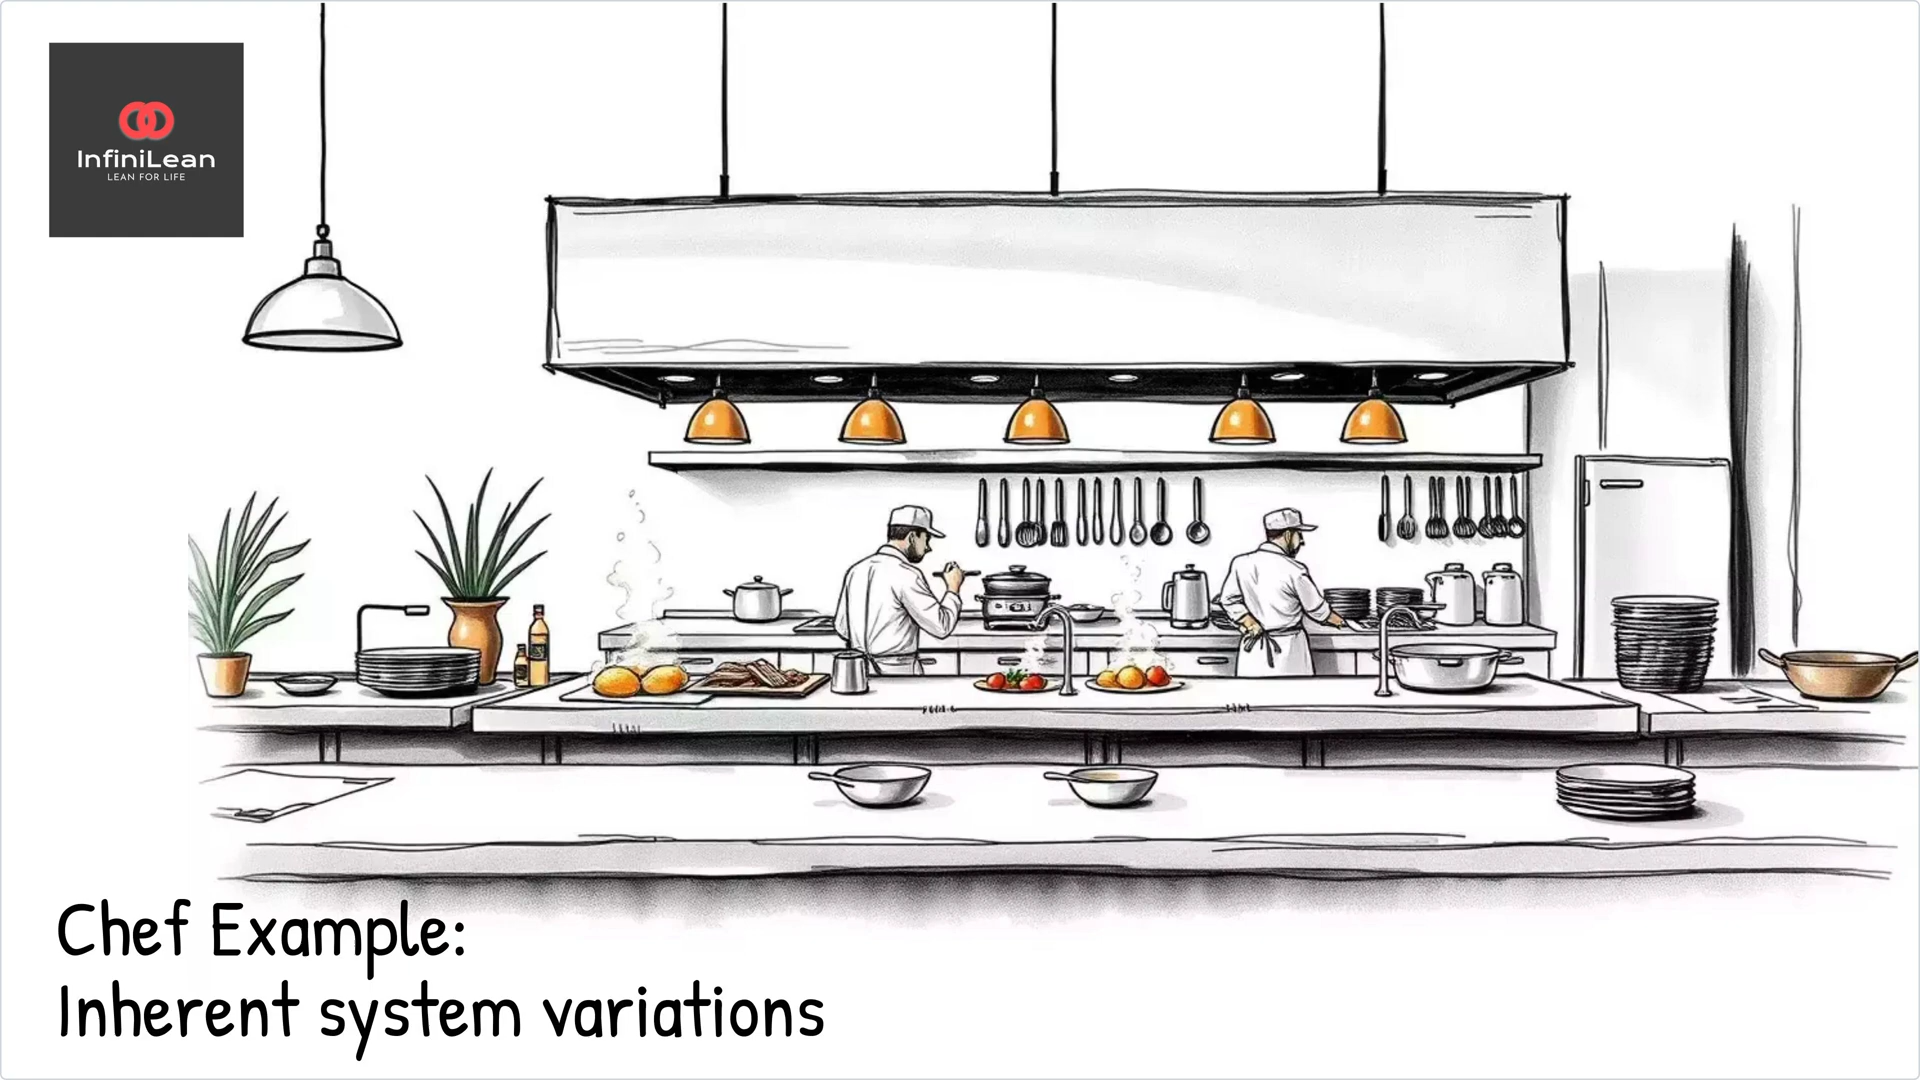 InfiniLean
LEAN FOR LIFE
Chef Example:
Inherent system variations